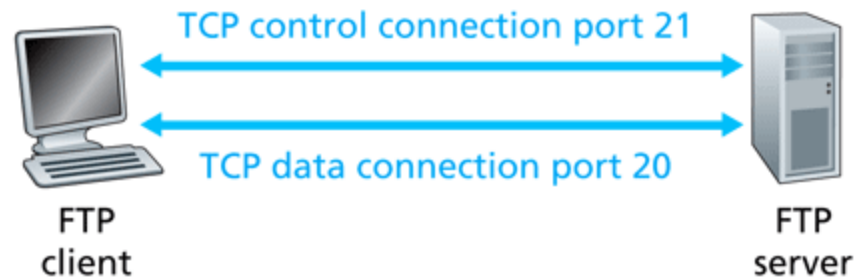 TCP control connection port 21
TCP data connection port 20
FTP
client
FTP
server